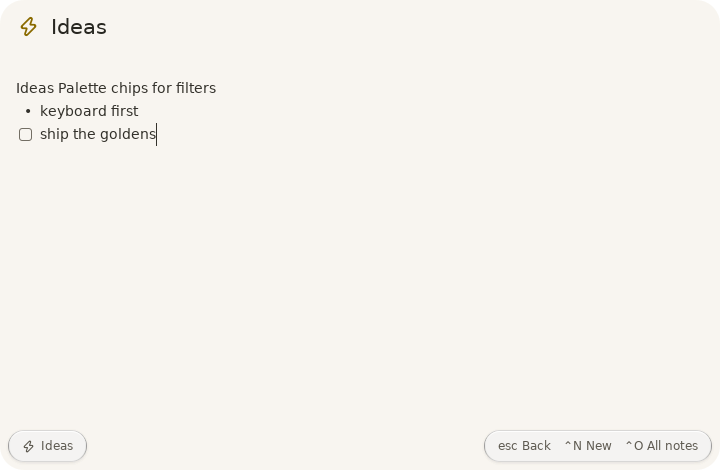 Ideas
Ideas Palette chips for filters
• keyboard first
ship the goldens
Ideas
esc Back ^N New ^O All notes